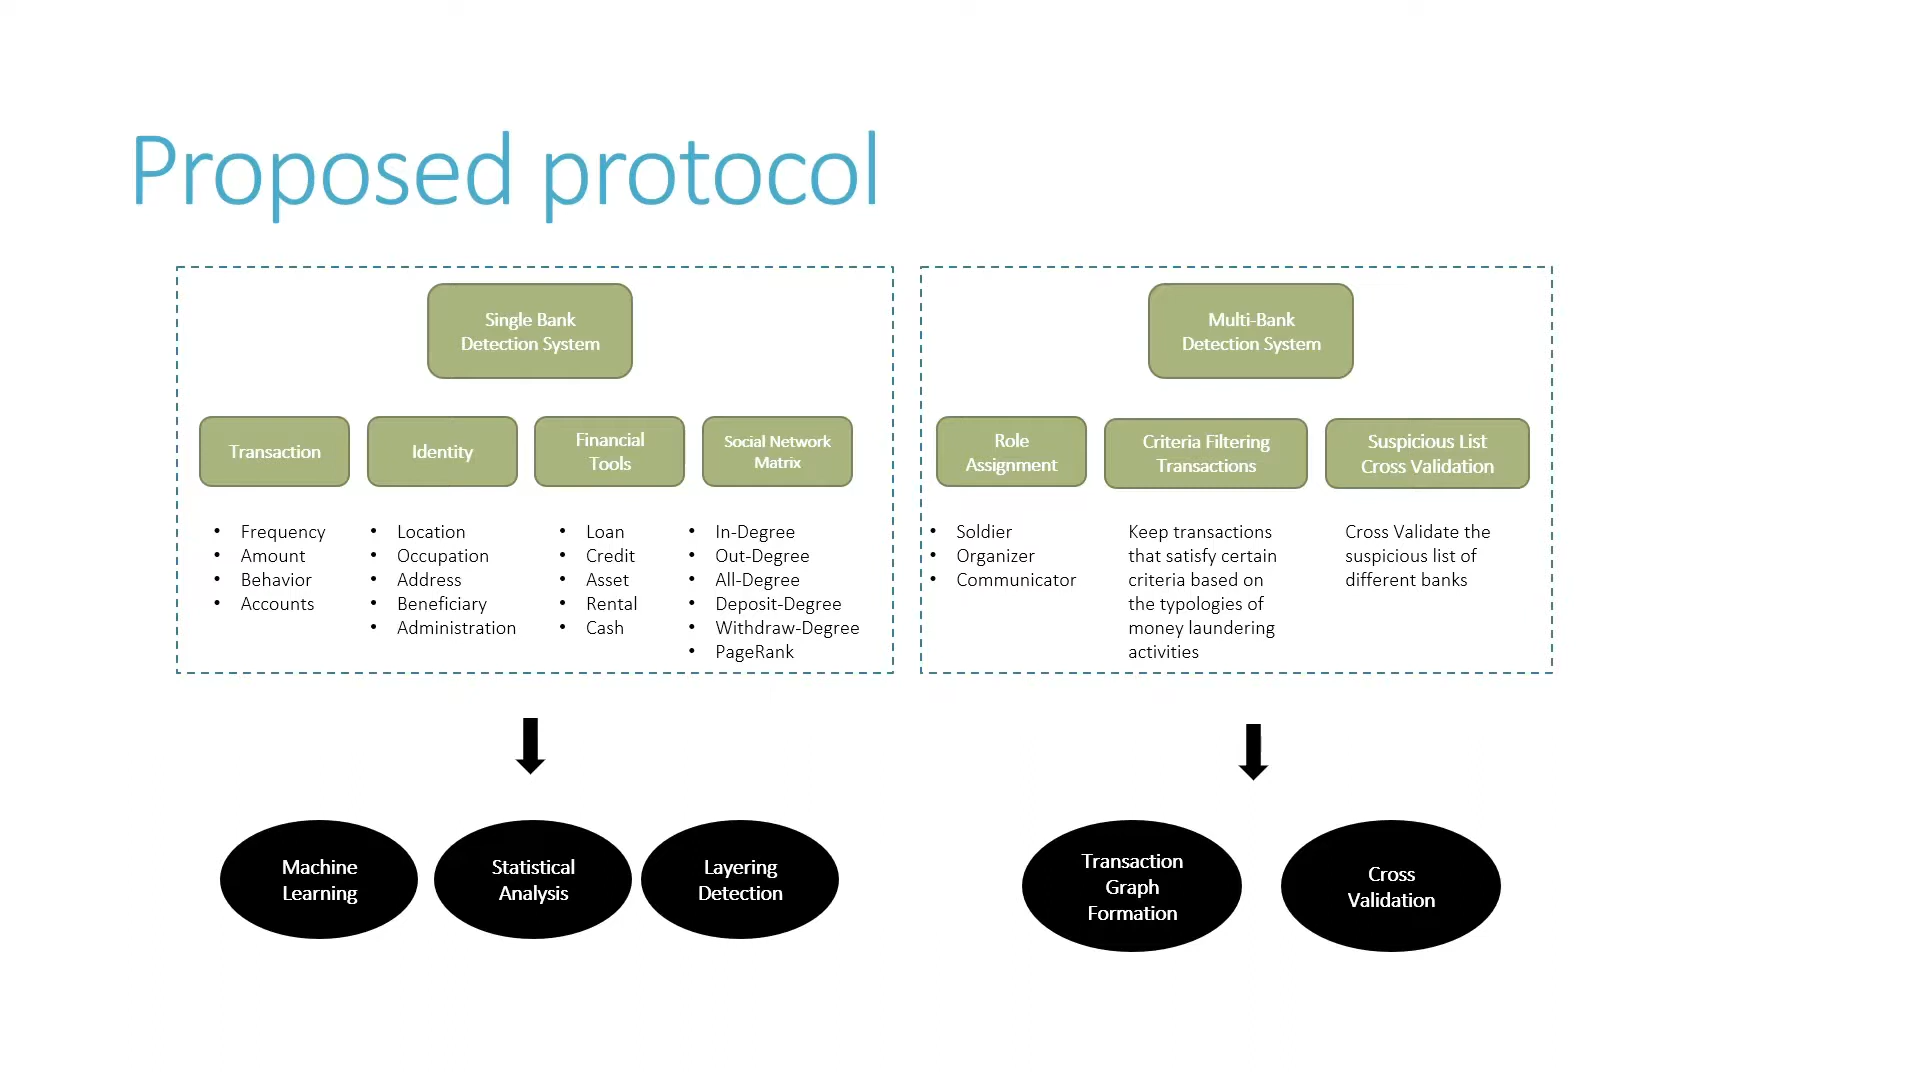 Proposed protocol
Single Bank
Detection System
Transaction
Identity
Financial
Tools
Social Network
Matrix
• Frequency
• Amount
• Behavior
• Accounts
• Location
• Occupation
• Address
• Beneficiary
• Administration
• Loan
• Credit
• Asset
• Rental
• Cash
• In-Degree
• Out-Degree
• All-Degree
• Deposit-Degree
• Withdraw-Degree
• PageRank
Multi-Bank
Detection System
Role
Assignment
Criteria Filtering
Transactions
Suspicious List
Cross Validation
• Soldier
• Organizer
• Communicator
Keep transactions
that satisfy certain
criteria based on
the typologies of
money laundering
activities
Cross Validate the
suspicious list of
different banks
Machine
Learning
Statistical
Analysis
Layering
Detection
Transaction
Graph
Formation
Cross
Validation